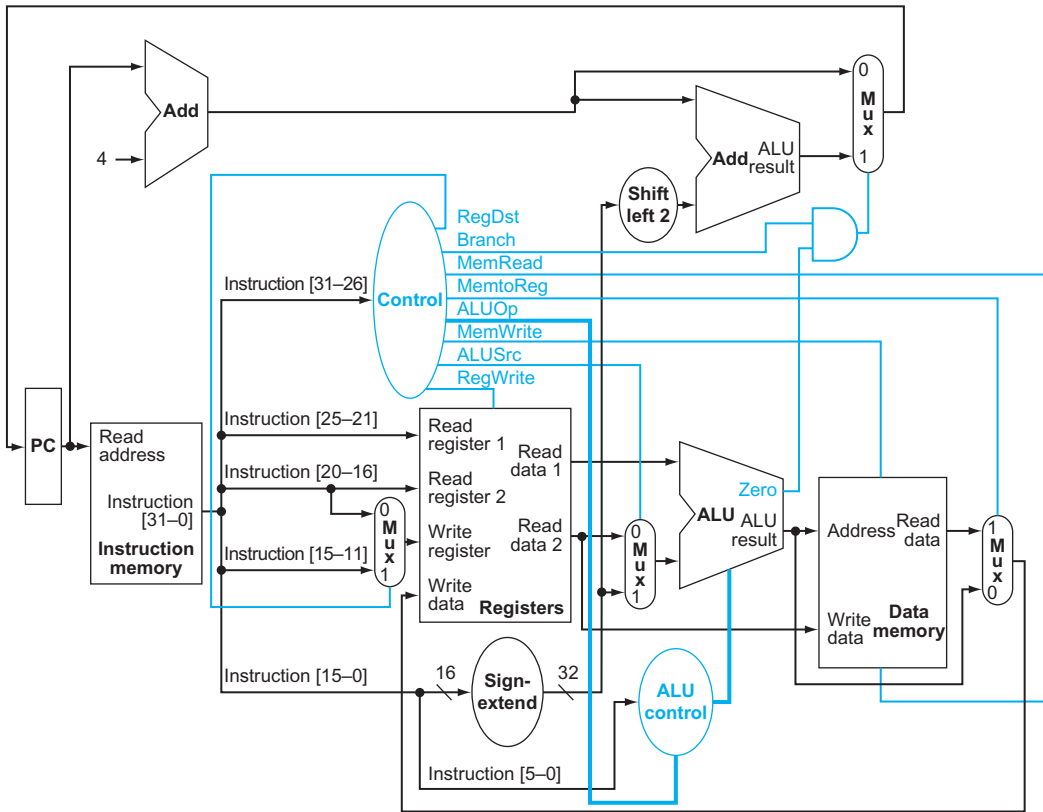 0
M
u
x
1
Add
4
Add
ALU
result
Shift
left 2
RegDst
Branch
MemRead
MemtoReg
ALUOp
MemWrite
ALUSrc
RegWrite
Instruction [31–26]
Control
PC
Read
address
Instruction
[31–0]
Instruction
memory
Instruction [25–21]
Instruction [20–16]
Instruction [15–11]
0
M
u
x
1
Read
register 1
Read
register 2
Write
register
Write
data
Read
data 1
Read
data 2
Registers
0
M
u
x
1
Zero
ALU
ALU
result
Address
Read
data
Write
data
Data
memory
1
M
u
x
0
Instruction [15–0]
16
Sign-
extend
32
ALU
control
Instruction [5–0]